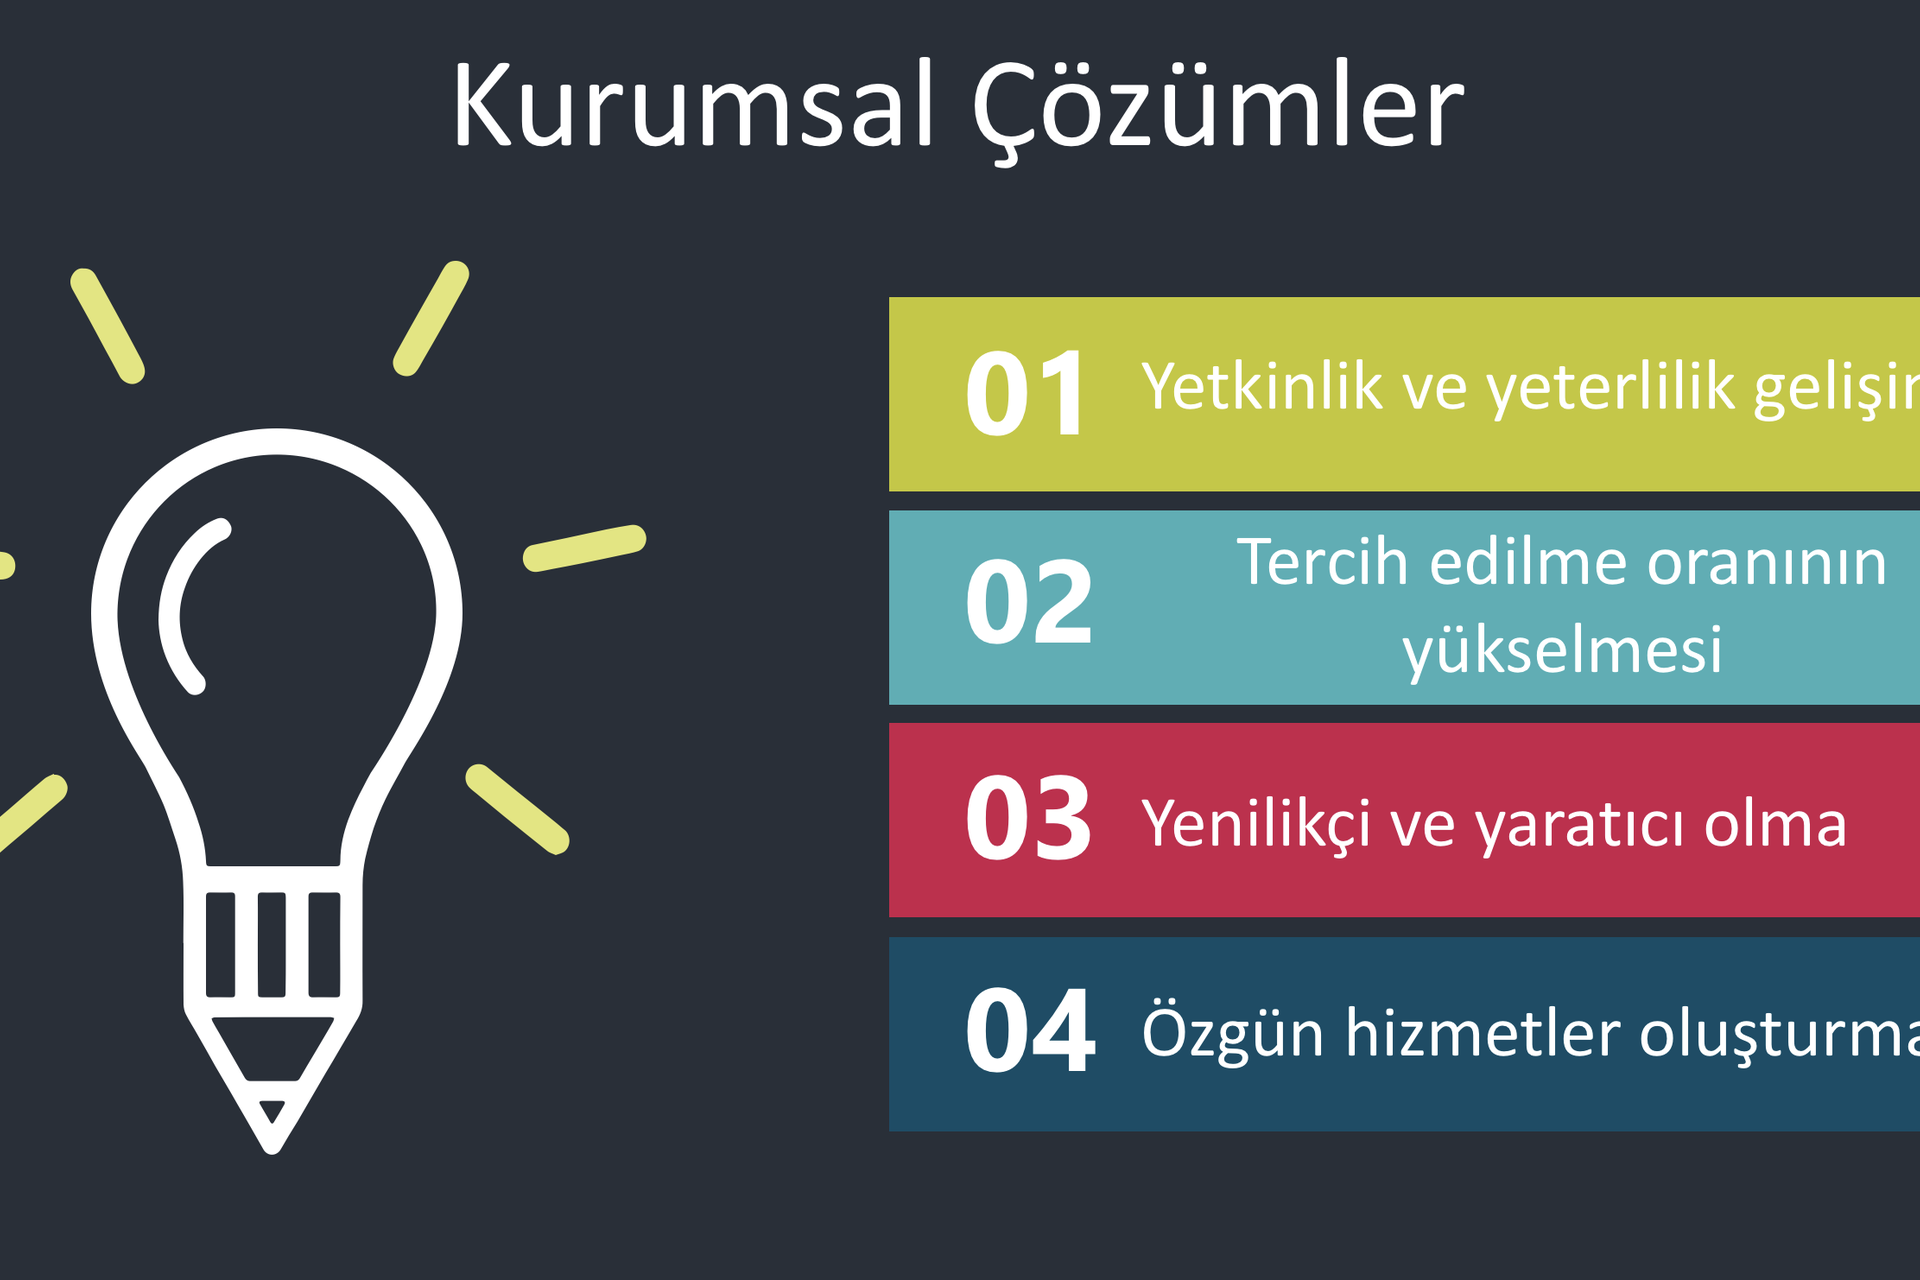 Kurumsal Çözümler
01 Yetkinlik ve yeterlilik
02 Tercih edilme oranının
yükselmesi
03 Yenilikçi ve yaratıcı olma
04 Özgün hizmetler oluşturma